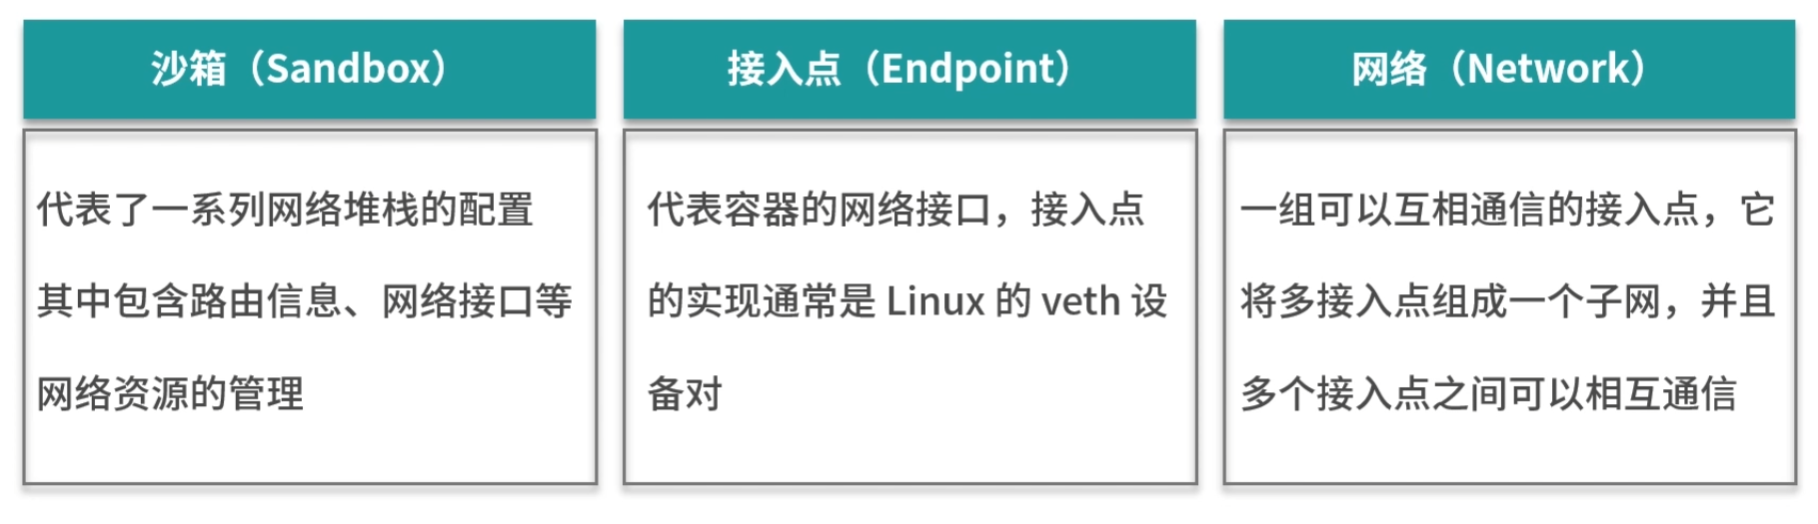 沙箱（Sandbox）
代表了一系列网络堆栈的配置
其中包含路由信息、网络接口等
网络资源的管理
接入点（Endpoint）
代表容器的网络接口，接入点
的实现通常是 Linux 的 veth 设
备对
网络（Network）
一组可以互相通信的接入点，它
将多接入点组成一个子网，并且
多个接入点之间可以相互通信